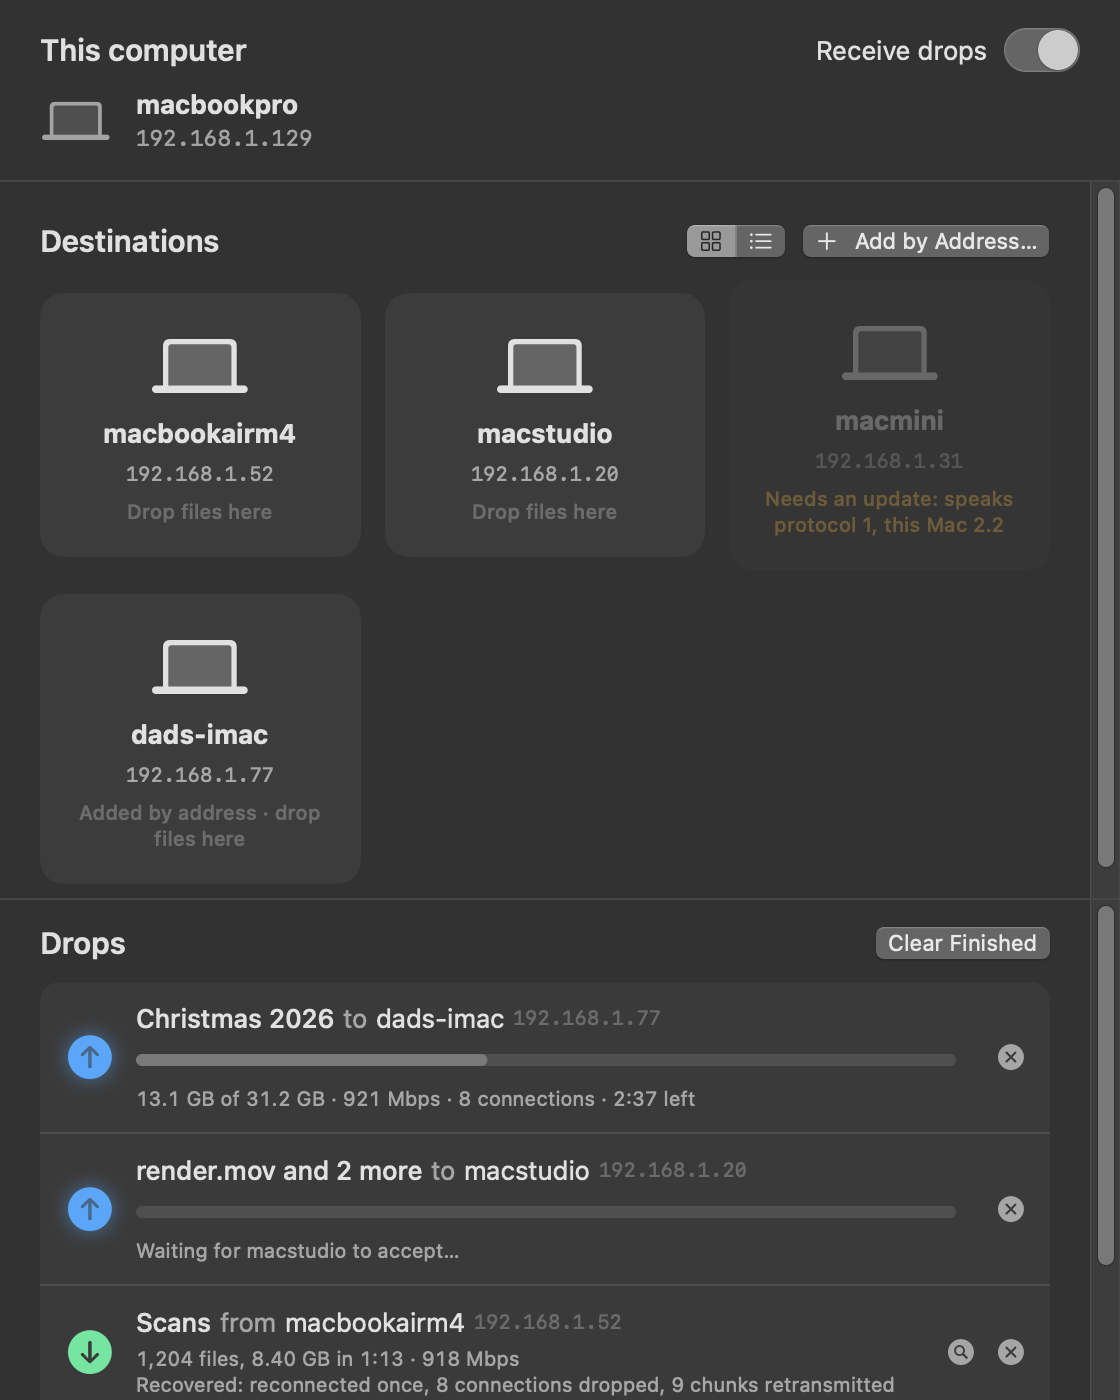 This computer
Receive drops
macbookpro
192.168.1.129
Destinations
Add by Address...
macbookairm4
192.168.1.52
Drop files here
macstudio
192.168.1.20
Drop files here
macmini
192.168.1.31
Needs an update: speaks
protocol 1, this Mac 2.2
dads-imac
192.168.1.77
Added by address · drop
files here
Drops
Clear Finished
Christmas 2026 to dads-imac 192.168.1.77
13.1 GB of 31.2 GB · 921 Mbps · 8 connections · 2:37 left
render.mov and 2 more to macstudio 192.168.1.20
Waiting for macstudio to accept...
Scans from macbookairm4 192.168.1.52
1,204 files, 8.40 GB in 1:13 · 918 Mbps
Recovered: reconnected once, 8 connections dropped, 9 chunks retransmitted